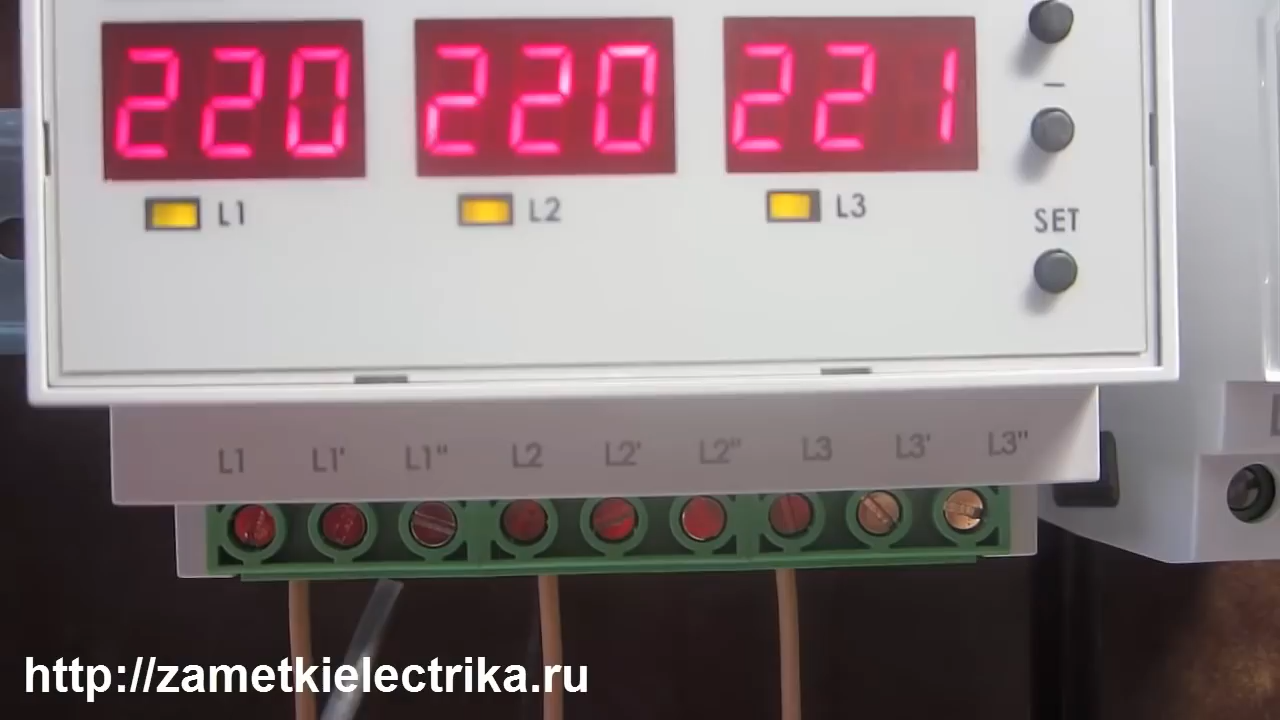 220 220 221
–
L1 L2 L3
SET
L1 L1' L1" L2 L2' L2" L3 L3' L3"
http://zametkielectrika.ru